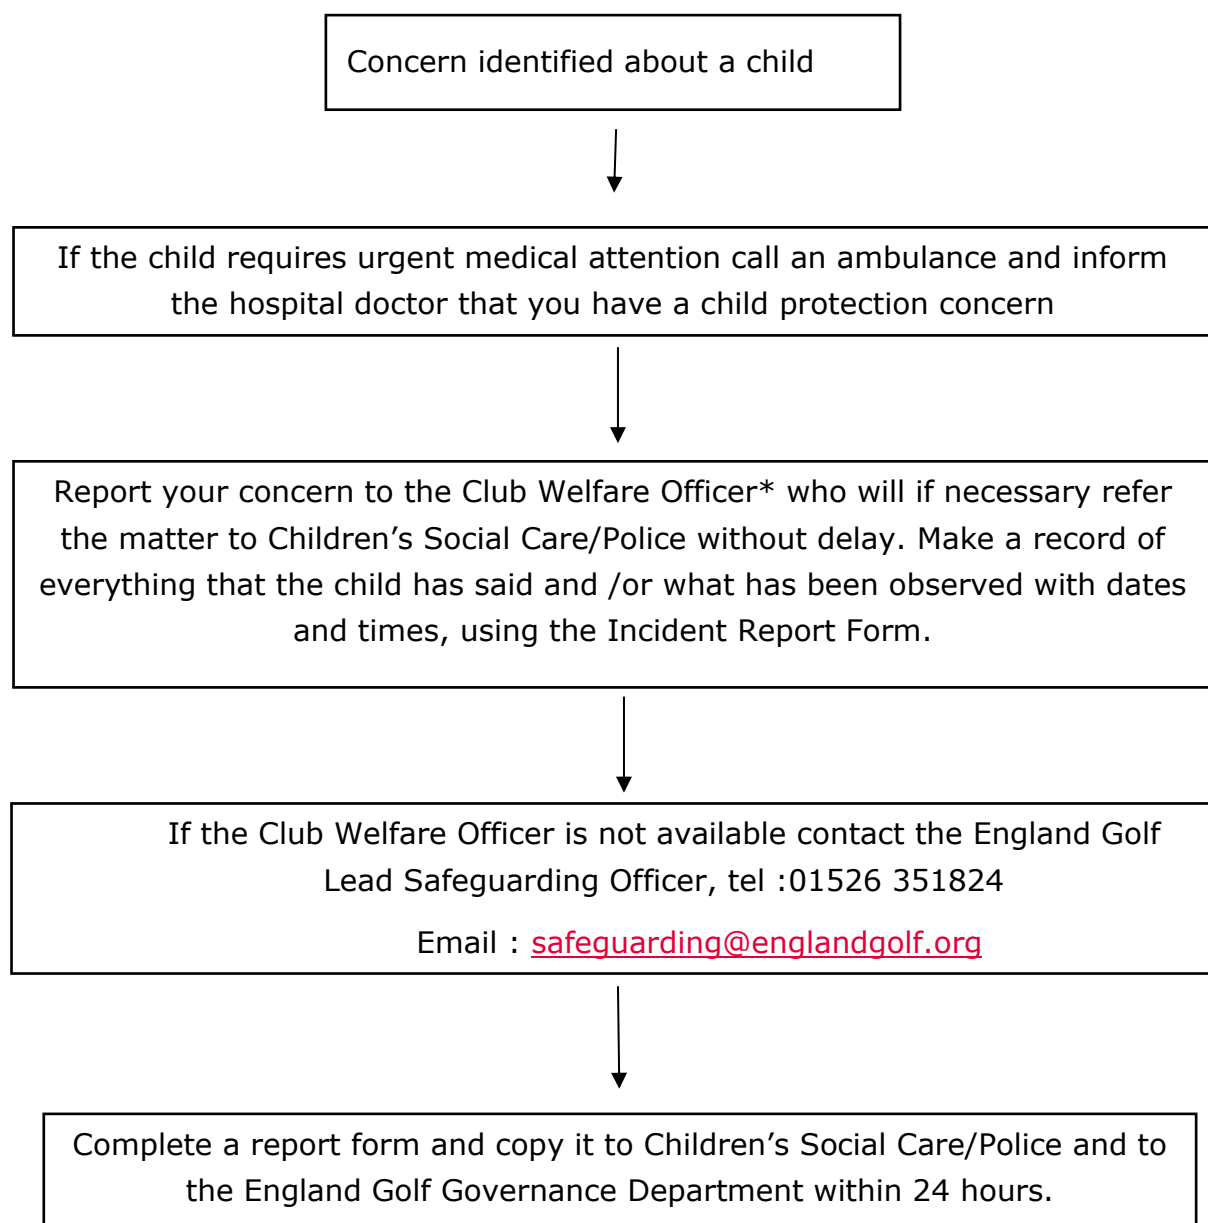 Concern identified about a child
If the child requires urgent medical attention call an ambulance and inform
the hospital doctor that you have a child protection concern
Report your concern to the Club Welfare Officer* who will if necessary refer
the matter to Children’s Social Care/Police without delay. Make a record of
everything that the child has said and /or what has been observed with dates
and times, using the Incident Report Form.
If the Club Welfare Officer is not available contact the England Golf
Lead Safeguarding Officer, tel :01526 351824
Email : safeguarding@englandgolf.org
Complete a report form and copy it to Children’s Social Care/Police and to
the England Golf Governance Department within 24 hours.